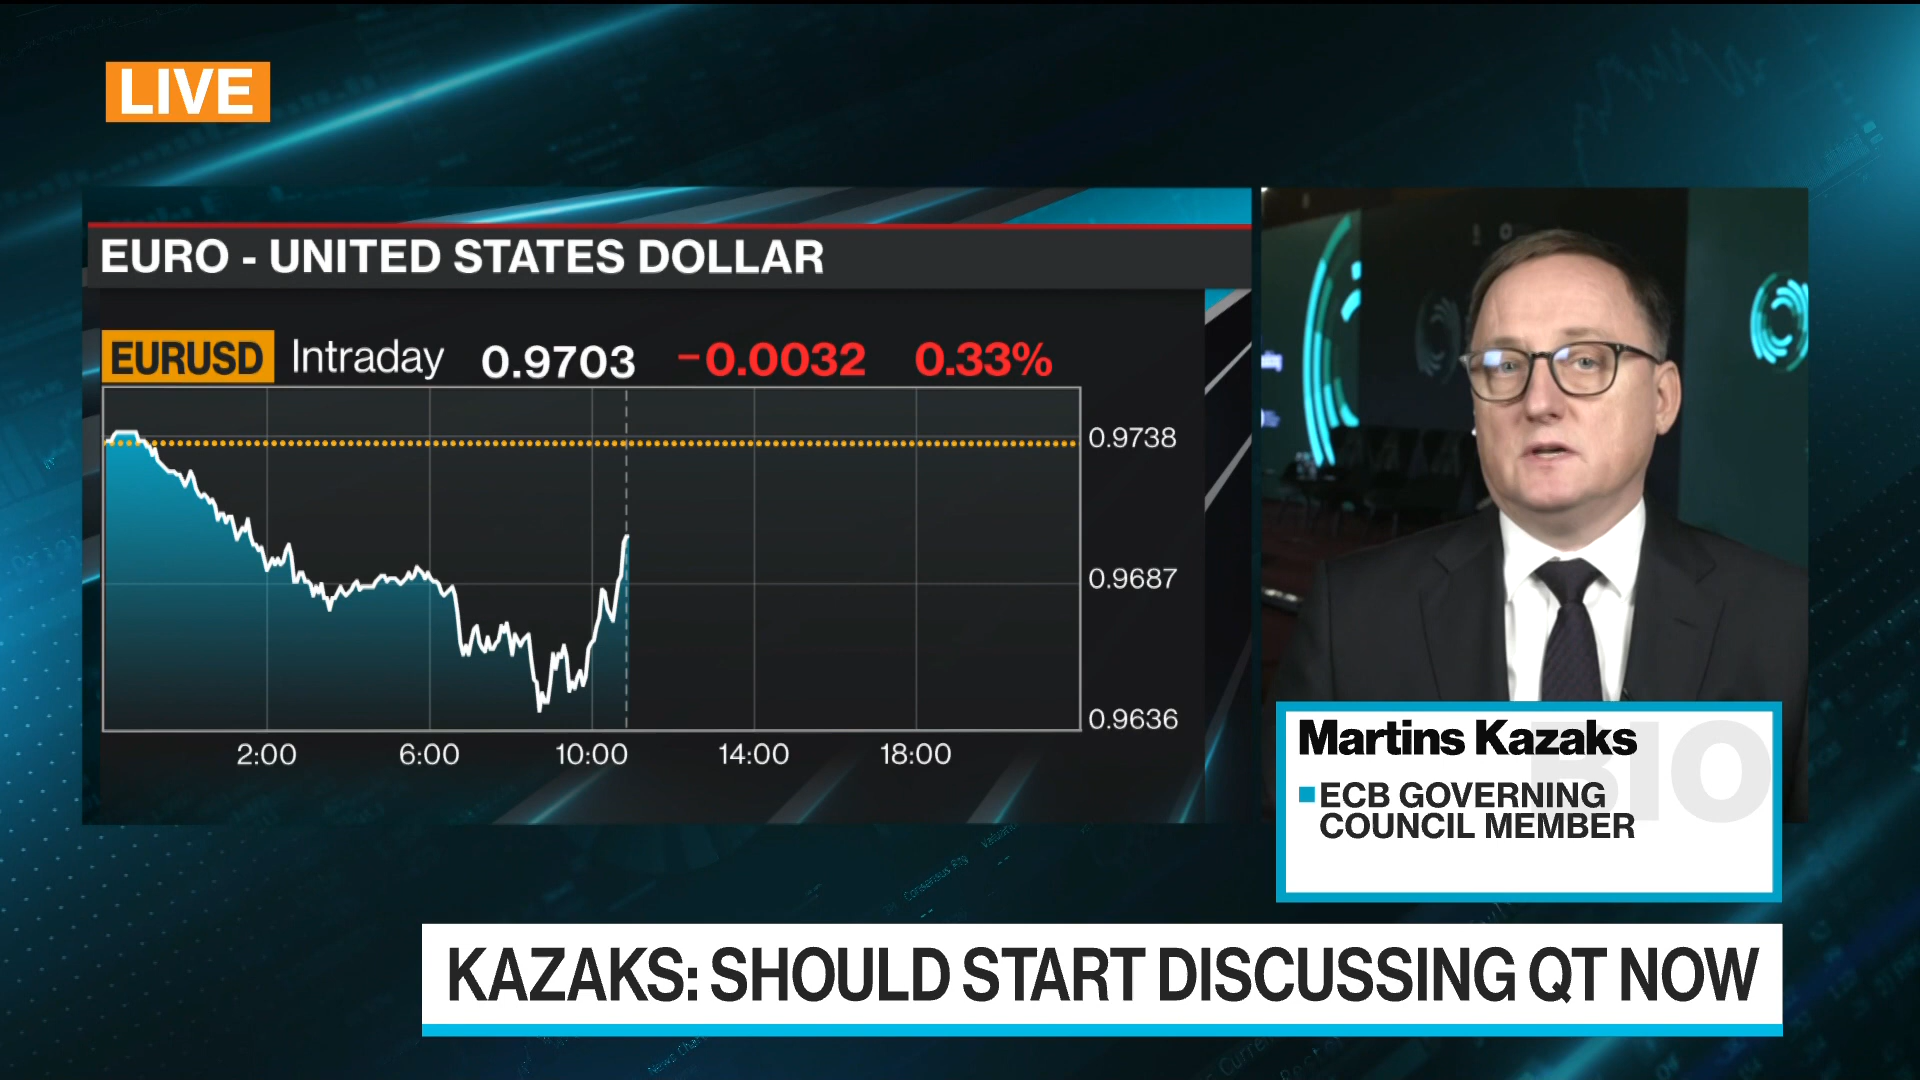 LIVE
EURO - UNITED STATES DOLLAR
EURUSD Intraday 0.9703 −0.0032 0.33%
0.9738
0.9687
0.9636
2:00 6:00 10:00 14:00 18:00
BIO
Martins Kazaks
ECB GOVERNING
COUNCIL MEMBER
KAZAKS: SHOULD START DISCUSSING QT NOW